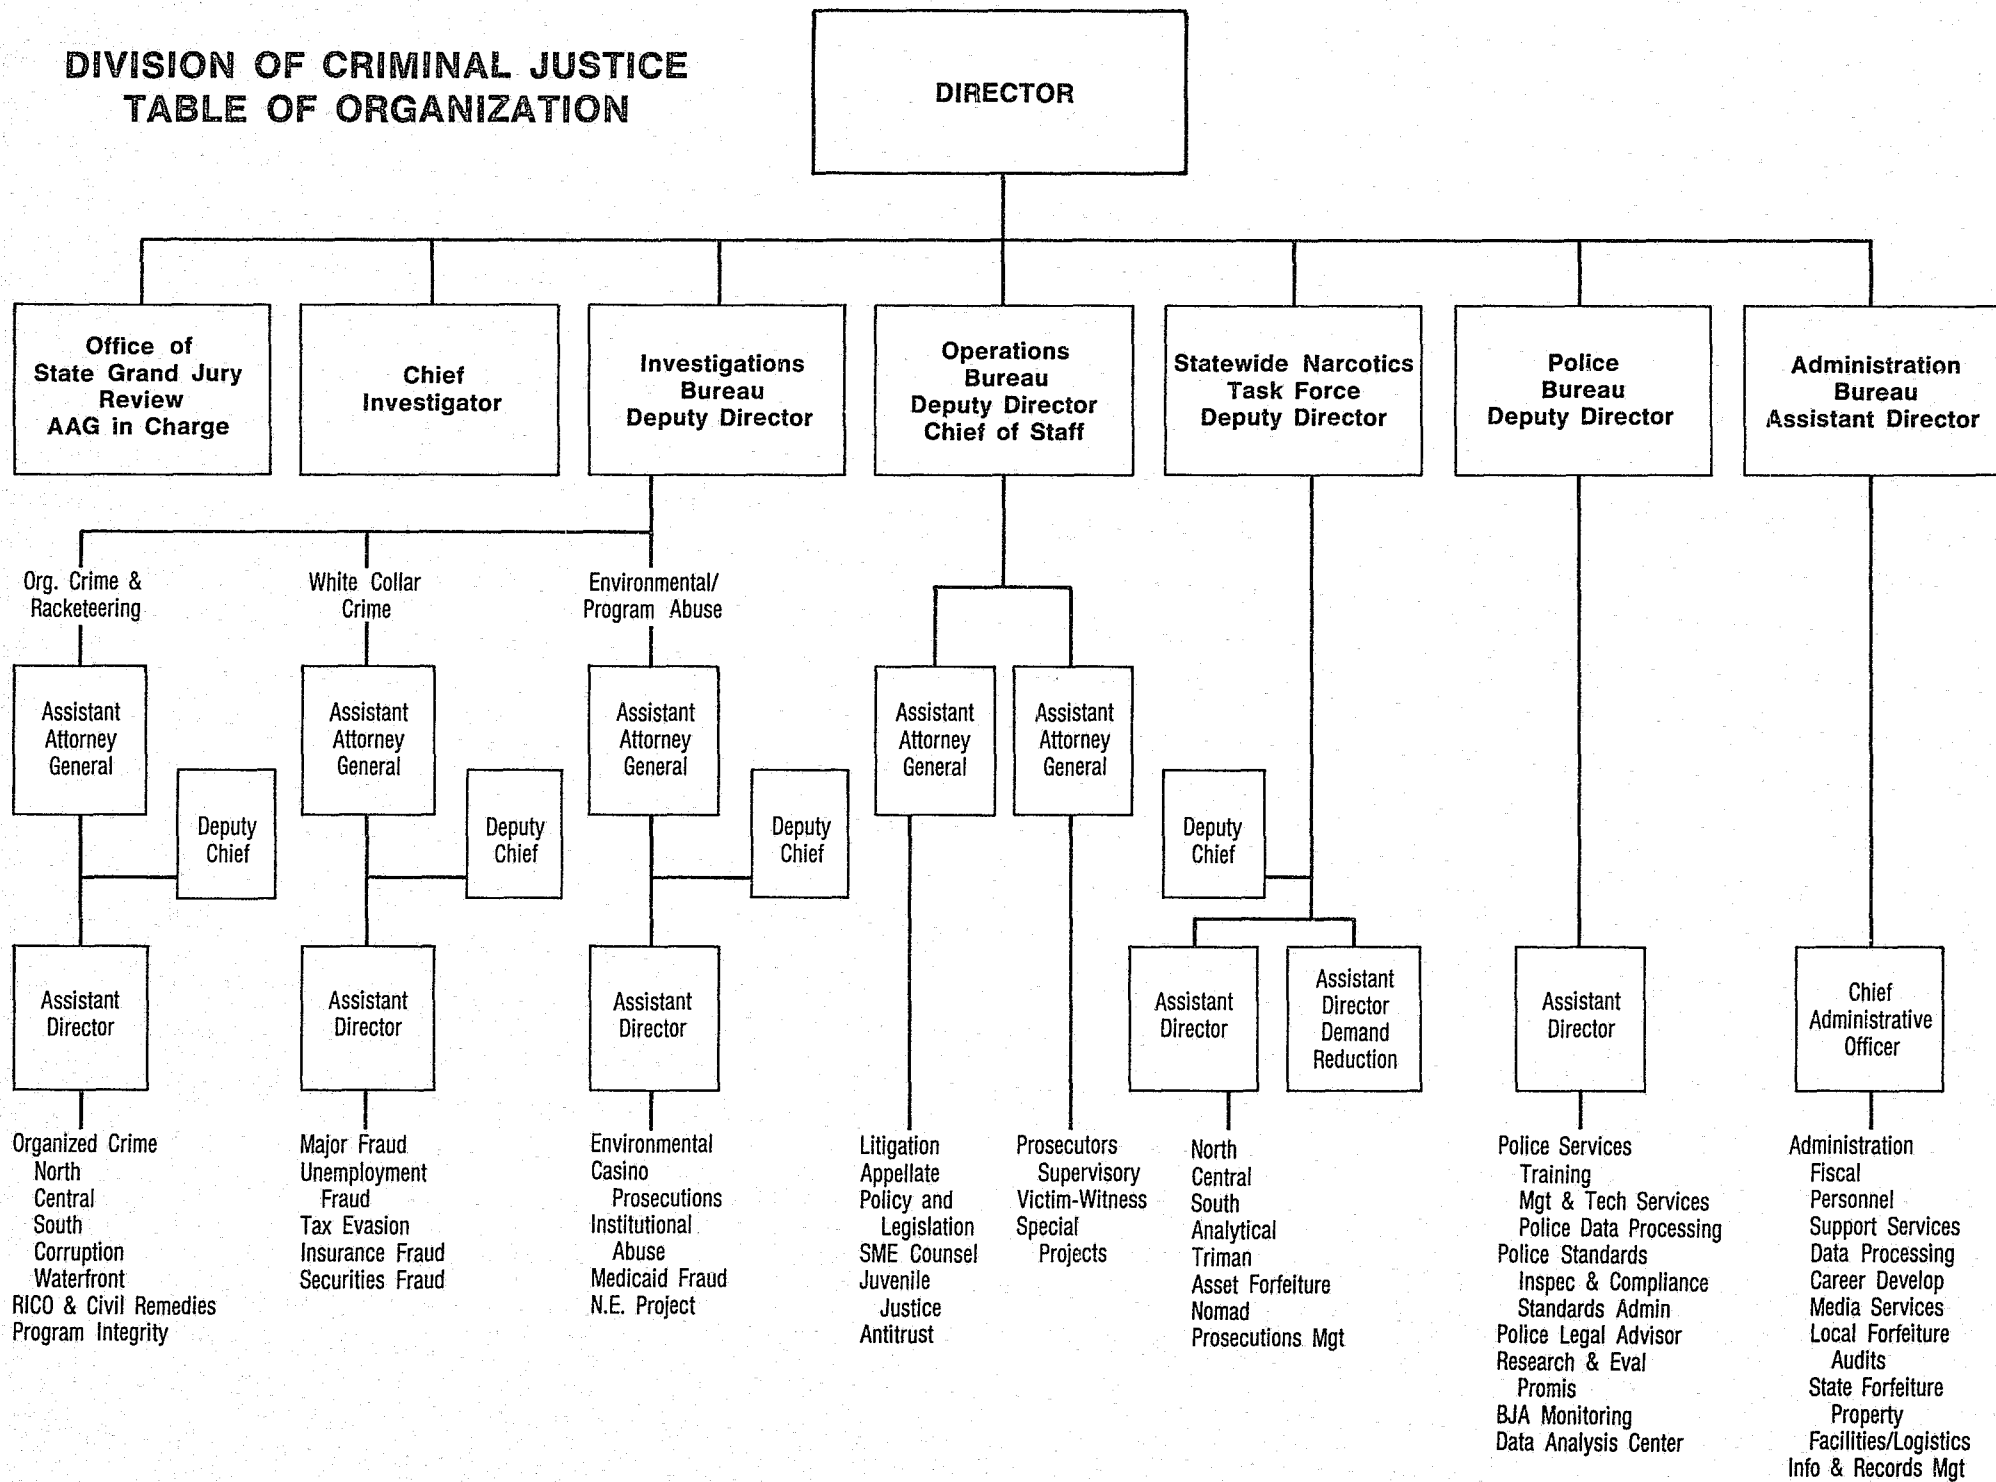 DIVISION OF CRIMINAL JUSTICE
TABLE OF ORGANIZATION
DIRECTOR
Office of
State Grand Jury
Review
AAG in Charge
Chief
Investigator
Investigations
Bureau
Deputy Director
Operations
Bureau
Deputy Director
Chief of Staff
Statewide Narcotics
Task Force
Deputy Director
Police
Bureau
Deputy Director
Administration
Bureau
Assistant Director
Org. Crime &
Racketeering
White Collar
Crime
Environmental/
Program Abuse
Assistant
Attorney
General
Assistant
Attorney
General
Assistant
Attorney
General
Assistant
Attorney
General
Assistant
Attorney
General
Deputy
Chief
Deputy
Chief
Deputy
Chief
Deputy
Chief
Assistant
Director
Assistant
Director
Assistant
Director
Assistant
Director
Assistant
Director
Demand
Reduction
Assistant
Director
Chief
Administrative
Officer
Organized Crime
North
Central
South
Corruption
Waterfront
RICO & Civil Remedies
Program Integrity
Major Fraud
Unemployment
Fraud
Tax Evasion
Insurance Fraud
Securities Fraud
Environmental
Casino
Prosecutions
Institutional
Abuse
Medicaid Fraud
N.E. Project
Litigation
Appellate
Policy and
Legislation
SME Counsel
Juvenile
Justice
Antitrust
Prosecutors
Supervisory
Victim-Witness
Special
Projects
North
Central
South
Analytical
Triman
Asset Forfeiture
Nomad
Prosecutions Mgt
Police Services
Training
Mgt & Tech Services
Police Data Processing
Police Standards
Inspec & Compliance
Standards Admin
Police Legal Advisor
Research & Eval
Promis
BJA Monitoring
Data Analysis Center
Administration
Fiscal
Personnel
Support Services
Data Processing
Career Develop
Media Services
Local Forfeiture
Audits
State Forfeiture
Property
Facilities/Logistics
Info & Records Mgt